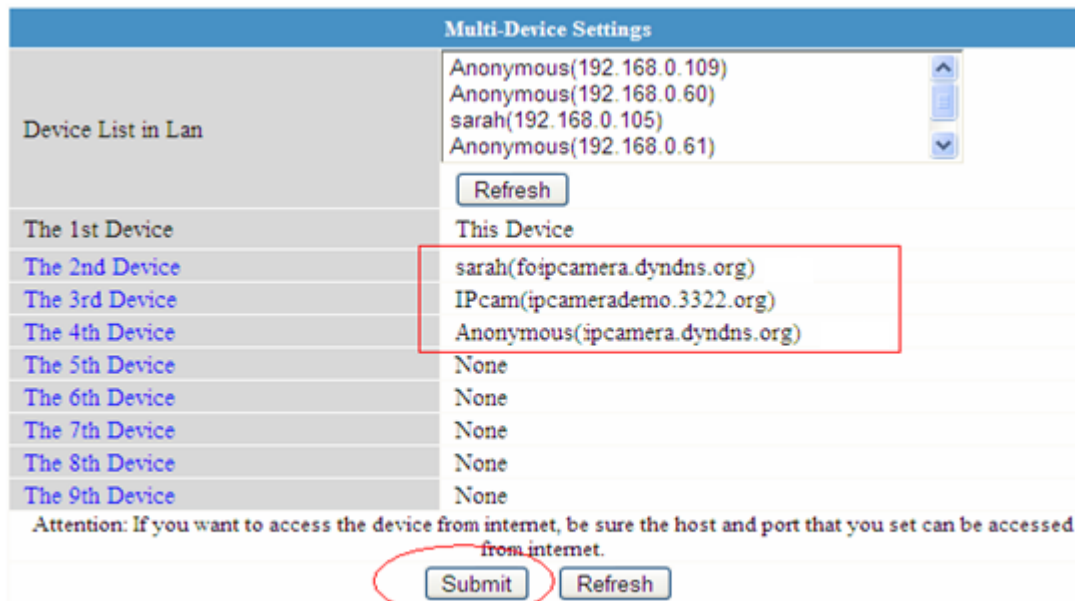 Multi-Device Settings
Device List in Lan
Anonymous(192.168.0.109)
Anonymous(192.168.0.60)
sarah(192.168.0.105)
Anonymous(192.168.0.61)
Refresh
The 1st Device This Device
The 2nd Device sarah(foipcamera.dyndns.org)
The 3rd Device IPcam(ipcamerademo.3322.org)
The 4th Device Anonymous(ipcamera.dyndns.org)
The 5th Device None
The 6th Device None
The 7th Device None
The 8th Device None
The 9th Device None
Attention: If you want to access the device from internet, be sure the host and port that you set can be accessed
from internet.
Submit Refresh